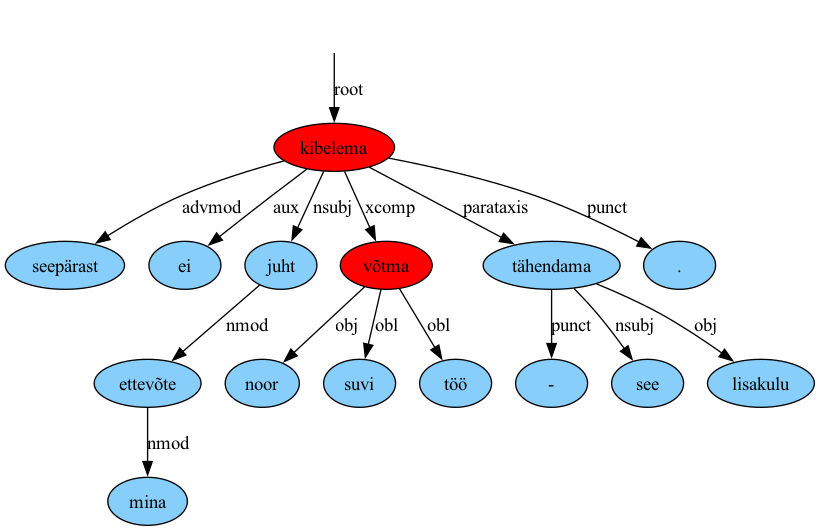 root
kibelema
advmod aux nsubj xcomp parataxis punct
seepärast ei juht võtma tähendama .
nmod obj obl obl punct nsubj obj
ettevõte noor suvi töö - see lisakulu
nmod
mina